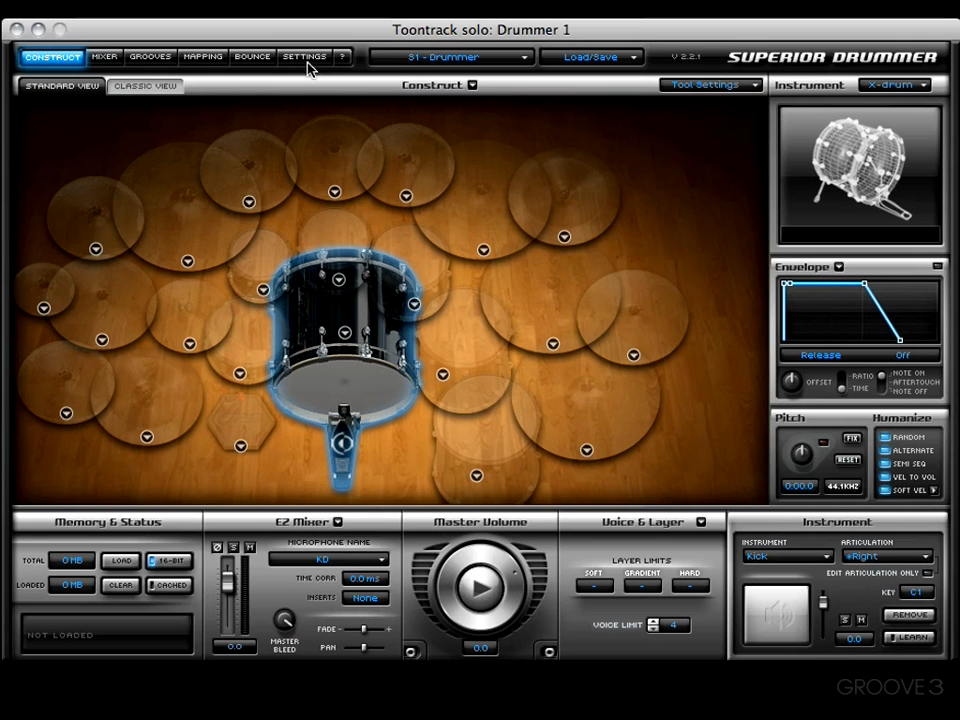 Toontrack solo: Drummer 1
CONSTRUCT MIXER GROOVES MAPPING BOUNCE SETTINGS ? S1 - Drummer Load/Save V 2.2.1 SUPERIOR DRUMMER
STANDARD VIEW CLASSIC VIEW Construct Tool Settings Instrument X-drum
Envelope
Release Off
OFFSET RATIO TIME NOTE ON AFTERTOUCH NOTE OFF
Pitch Humanize
FIX RANDOM
RESET ALTERNATE
SEMI SEQ
VEL TO VOL
0:00.0 44.1KHZ SOFT VEL
Memory & Status EZ Mixer Master Volume Voice & Layer Instrument
TOTAL 0 MB LOAD 16-BIT
LOADED 0 MB CLEAR CACHED
NOT LOADED
Ø S M MICROPHONE NAME
KD
TIME CORR 0.0 ms
INSERTS None
MASTER BLEED
FADE - +
PAN
0.0
0.0
LAYER LIMITS
SOFT GRADIENT HARD
- - -
VOICE LIMIT 4
INSTRUMENT ARTICULATION
Kick *Right
EDIT ARTICULATION ONLY
KEY C1
S M REMOVE
0.0 LEARN
GROOVE3